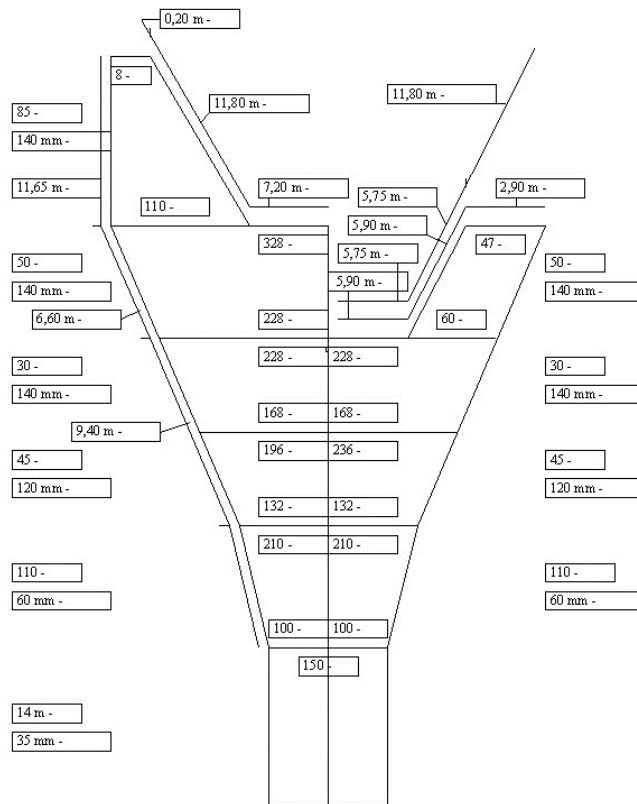 0,20 m -
8 -
11,80 m -
11,80 m -
85 -
140 mm -
11,65 m -
7,20 m -
5,75 m -
2,90 m -
110 -
5,90 m -
328 -
5,75 m -
47 -
50 -
50 -
5,90 m -
140 mm -
140 mm -
6,60 m -
228 -
60 -
228 -
228 -
30 -
30 -
140 mm -
140 mm -
168 -
168 -
9,40 m -
196 -
236 -
45 -
45 -
120 mm -
120 mm -
132 -
132 -
210 -
210 -
110 -
110 -
60 mm -
60 mm -
100 -
100 -
150 -
14 m -
35 mm -